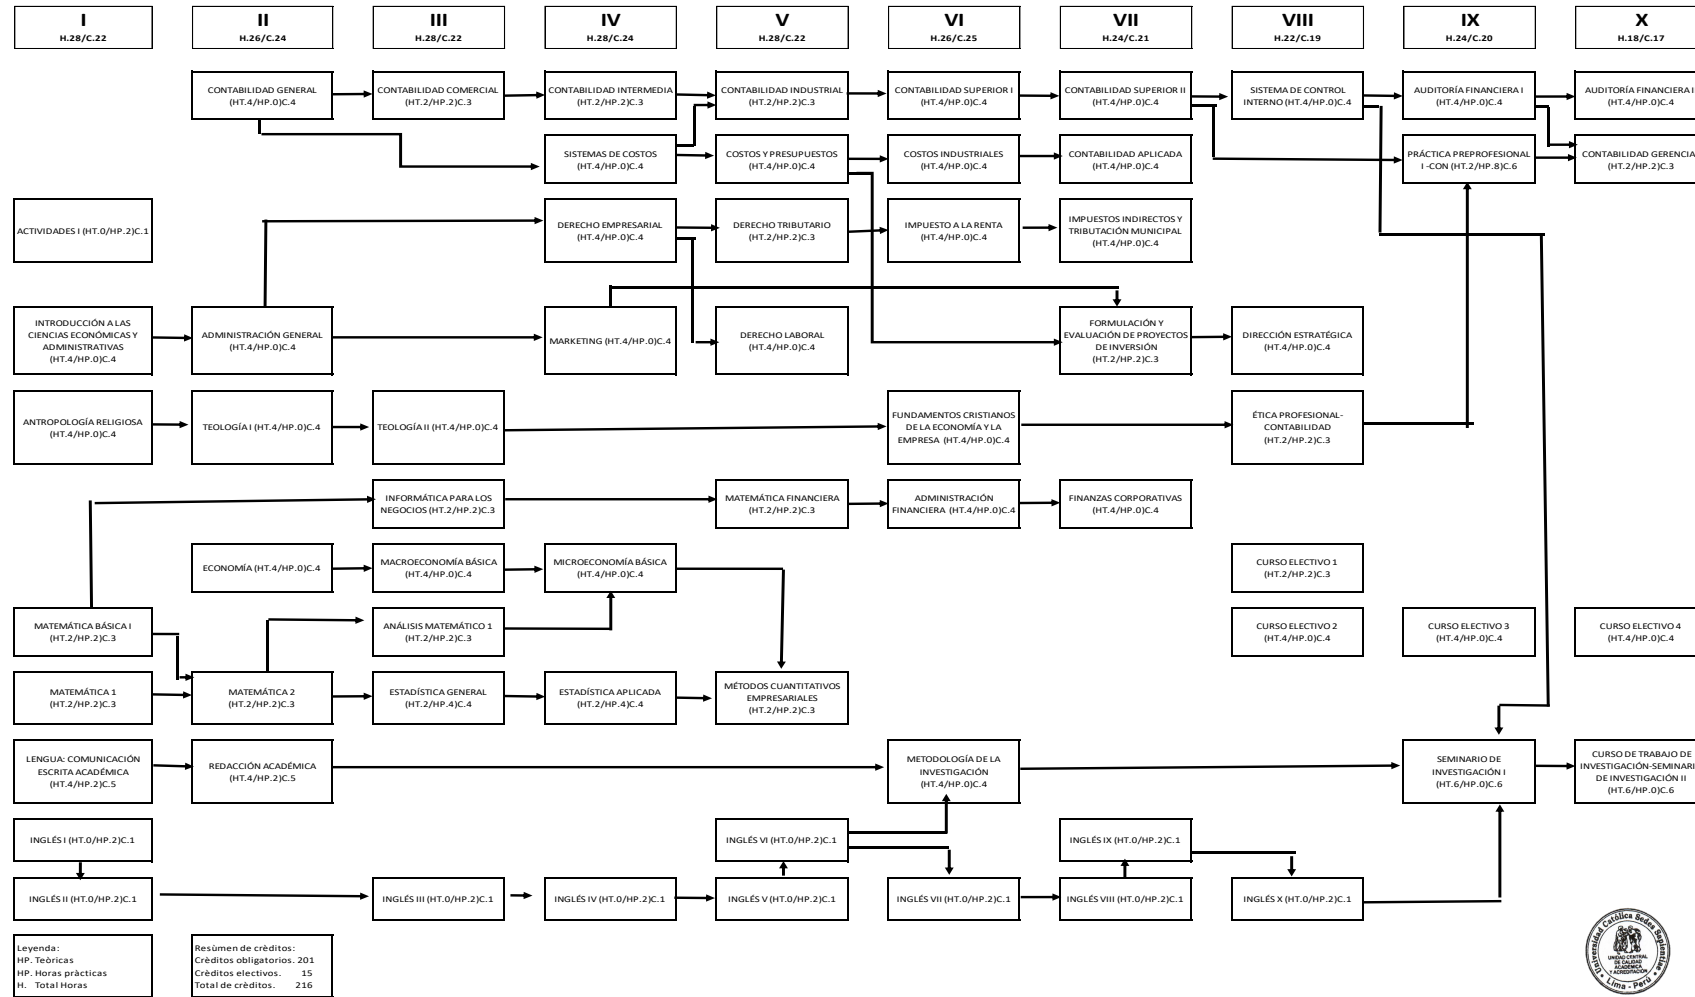 I
H.28/C.22
II
H.26/C.24
III
H.28/C.22
IV
H.28/C.24
V
H.28/C.22
VI
H.26/C.25
VII
H.24/C.21
VIII
H.22/C.19
IX
H.24/C.20
X
H.18/C.17
CONTABILIDAD GENERAL
(HT.4/HP.0)C.4
CONTABILIDAD COMERCIAL
(HT.2/HP.2)C.3
CONTABILIDAD INTERMEDIA
(HT.2/HP.2)C.3
CONTABILIDAD INDUSTRIAL
(HT.2/HP.2)C.3
CONTABILIDAD SUPERIOR I
(HT.4/HP.0)C.4
CONTABILIDAD SUPERIOR II
(HT.4/HP.0)C.4
SISTEMA DE CONTROL
INTERNO (HT.4/HP.0)C.4
AUDITORÍA FINANCIERA I
(HT.4/HP.0)C.4
AUDITORÍA FINANCIERA I
(HT.4/HP.0)C.4
SISTEMAS DE COSTOS
(HT.4/HP.0)C.4
COSTOS Y PRESUPUESTOS
(HT.4/HP.0)C.4
COSTOS INDUSTRIALES
(HT.4/HP.0)C.4
CONTABILIDAD APLICADA
(HT.4/HP.0)C.4
PRÁCTICA PREPROFESIONAL
I -CON (HT.2/HP.8)C.6
CONTABILIDAD GERENCIA
(HT.2/HP.2)C.3
ACTIVIDADES I (HT.0/HP.2)C.1
DERECHO EMPRESARIAL
(HT.4/HP.0)C.4
DERECHO TRIBUTARIO
(HT.2/HP.2)C.3
IMPUESTO A LA RENTA
(HT.4/HP.0)C.4
IMPUESTOS INDIRECTOS Y
TRIBUTACIÓN MUNICIPAL
(HT.4/HP.0)C.4
INTRODUCCIÓN A LAS
CIENCIAS ECONÓMICAS Y
ADMINISTRATIVAS
(HT.4/HP.0)C.4
ADMINISTRACIÓN GENERAL
(HT.4/HP.0)C.4
MARKETING (HT.4/HP.0)C.4
DERECHO LABORAL
(HT.4/HP.0)C.4
FORMULACIÓN Y
EVALUACIÓN DE PROYECTOS
DE INVERSIÓN
(HT.2/HP.2)C.3
DIRECCIÓN ESTRATÉGICA
(HT.4/HP.0)C.4
ANTROPOLOGÍA RELIGIOSA
(HT.4/HP.0)C.4
TEOLOGÍA I (HT.4/HP.0)C.4
TEOLOGÍA II (HT.4/HP.0)C.4
FUNDAMENTOS CRISTIANOS
DE LA ECONOMÍA Y LA
EMPRESA (HT.4/HP.0)C.4
ÉTICA PROFESIONAL-
CONTABILIDAD
(HT.2/HP.2)C.3
INFORMÁTICA PARA LOS
NEGOCIOS (HT.2/HP.2)C.3
MATEMÁTICA FINANCIERA
(HT.2/HP.2)C.3
ADMINISTRACIÓN
FINANCIERA (HT.4/HP.0)C.4
FINANZAS CORPORATIVAS
(HT.4/HP.0)C.4
ECONOMÍA (HT.4/HP.0)C.4
MACROECONOMÍA BÁSICA
(HT.4/HP.0)C.4
MICROECONOMÍA BÁSICA
(HT.4/HP.0)C.4
CURSO ELECTIVO 1
(HT.2/HP.2)C.3
MATEMÁTICA BÁSICA I
(HT.2/HP.2)C.3
ANÁLISIS MATEMÁTICO 1
(HT.2/HP.2)C.3
CURSO ELECTIVO 2
(HT.4/HP.0)C.4
CURSO ELECTIVO 3
(HT.4/HP.0)C.4
CURSO ELECTIVO 4
(HT.4/HP.0)C.4
MATEMÁTICA 1
(HT.2/HP.2)C.3
MATEMÁTICA 2
(HT.2/HP.2)C.3
ESTADÍSTICA GENERAL
(HT.2/HP.4)C.4
ESTADÍSTICA APLICADA
(HT.2/HP.4)C.4
MÉTODOS CUANTITATIVOS
EMPRESARIALES
(HT.2/HP.2)C.3
LENGUA: COMUNICACIÓN
ESCRITA ACADÉMICA
(HT.4/HP.2)C.5
REDACCIÓN ACADÉMICA
(HT.4/HP.2)C.5
METODOLOGÍA DE LA
INVESTIGACIÓN
(HT.4/HP.0)C.4
SEMINARIO DE
INVESTIGACIÓN I
(HT.6/HP.0)C.6
CURSO DE TRABAJO DE
INVESTIGACIÓN-SEMINARI
DE INVESTIGACIÓN II
(HT.6/HP.0)C.6
INGLÉS I (HT.0/HP.2)C.1
INGLÉS VI (HT.0/HP.2)C.1
INGLÉS IX (HT.0/HP.2)C.1
INGLÉS II (HT.0/HP.2)C.1
INGLÉS III (HT.0/HP.2)C.1
INGLÉS IV (HT.0/HP.2)C.1
INGLÉS V (HT.0/HP.2)C.1
INGLÉS VII (HT.0/HP.2)C.1
INGLÉS VIII (HT.0/HP.2)C.1
INGLÉS X (HT.0/HP.2)C.1
Leyenda:
HP. Teòricas
HP. Horas pràcticas
H. Total Horas
Resùmen de crèditos:
Crèditos obligatorios. 201
Crèditos electivos. 15
Total de crèditos. 216
Universidad Católica Sedes Sapientiae
UNIDAD CENTRAL
DE CALIDAD
ACADÉMICA
Y ACREDITACIÓN
Lima - Perú